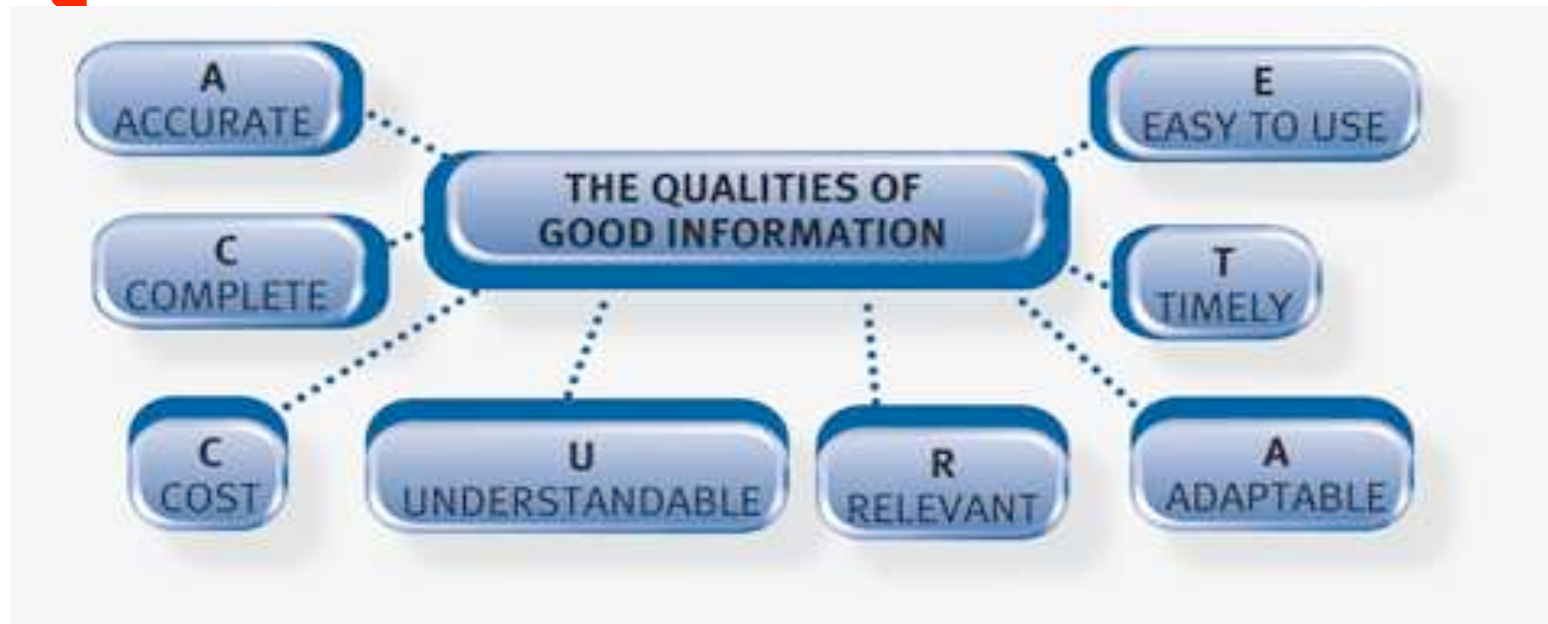 A
ACCURATE
E
EASY TO USE
THE QUALITIES OF
GOOD INFORMATION
C
COMPLETE
T
TIMELY
C
COST
U
UNDERSTANDABLE
R
RELEVANT
A
ADAPTABLE